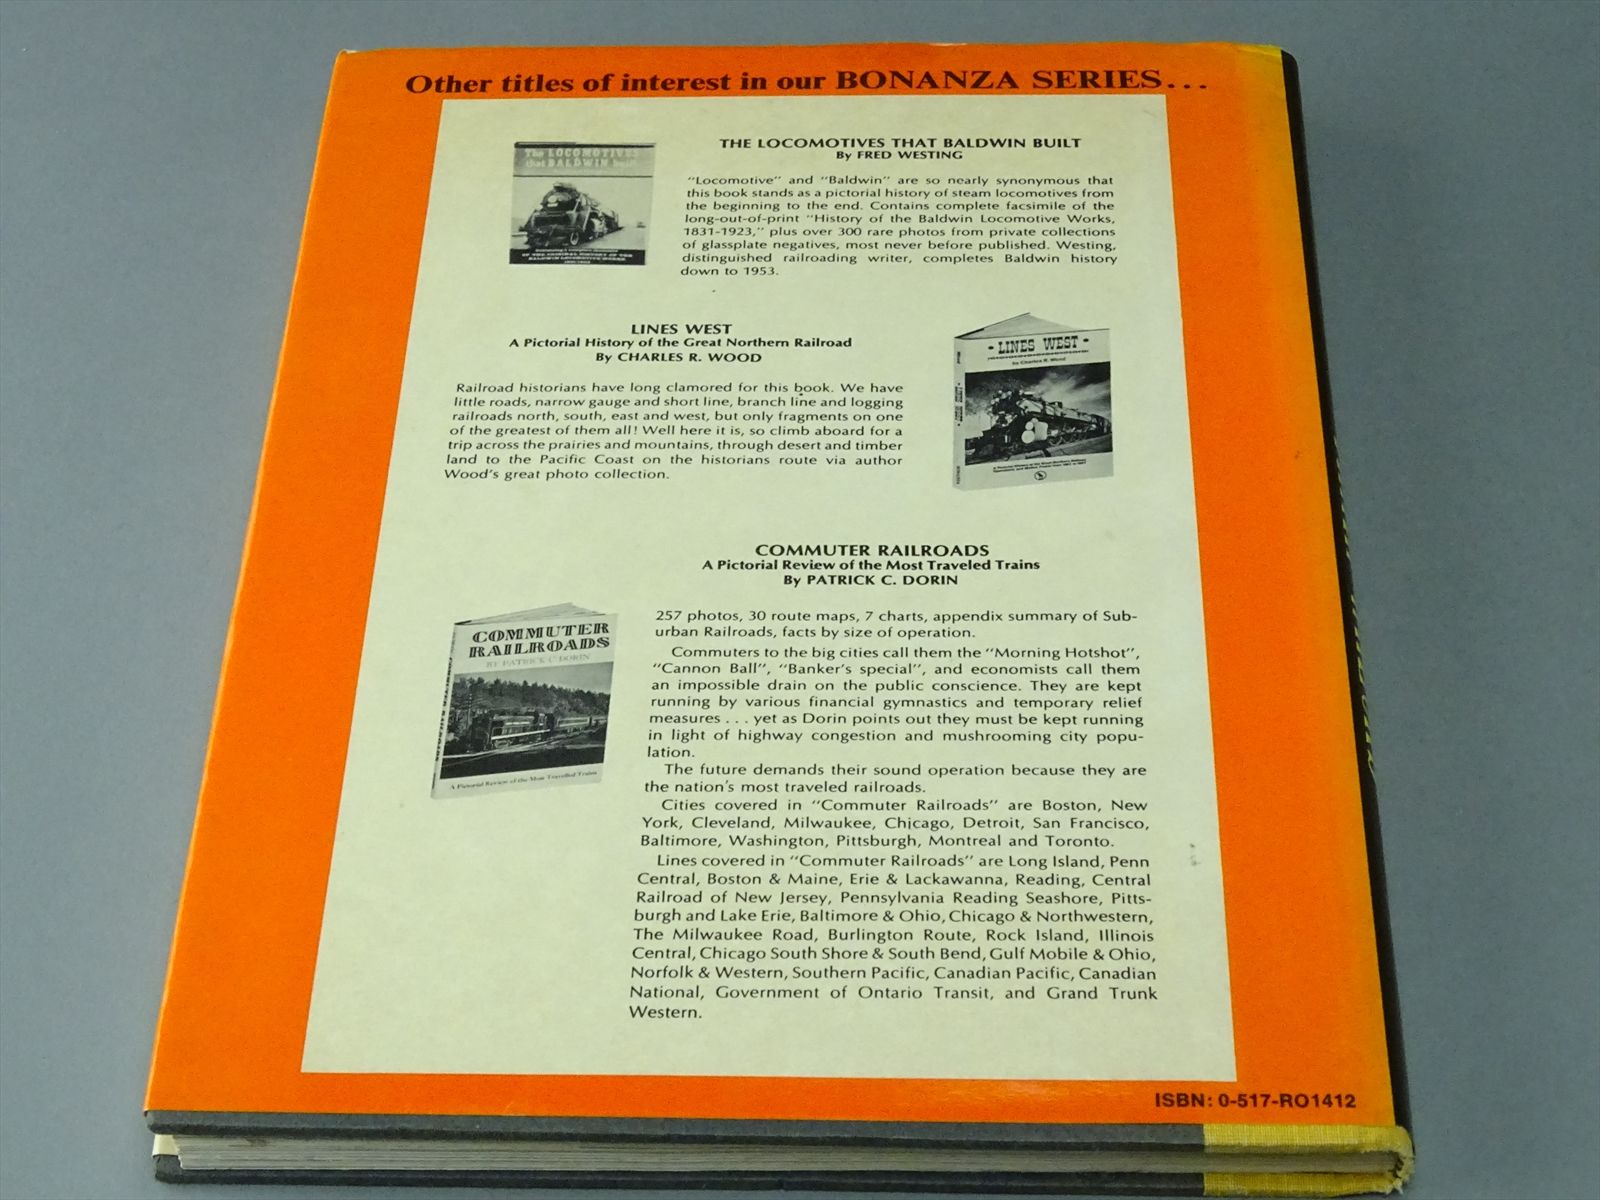 Other titles of interest in our BONANZA SERIES...
THE LOCOMOTIVES THAT BALDWIN BUILT
By FRED WESTING
"Locomotive" and "Baldwin" are so nearly synonymous that
this book stands as a pictorial history of steam locomotives from
the beginning to the end. Contains complete facsimile of the
long-out-of-print "History of the Baldwin Locomotive Works,
1831-1923," plus over 300 rare photos from private collections
of glassplate negatives, most never before published. Westing,
distinguished railroading writer, completes Baldwin history
down to 1953.
The LOCOMOTIVES
that BALDWIN built
LINES WEST
A Pictorial History of the Great Northern Railroad
By CHARLES R. WOOD
Railroad historians have long clamored for this book. We have
little roads, narrow gauge and short line, branch line and logging
railroads north, south, east and west, but only fragments on one
of the greatest of them all! Well here it is, so climb aboard for a
trip across the prairies and mountains, through desert and timber
land to the Pacific Coast on the historians route via author
Wood's great photo collection.
- LINES WEST -
by Charles R. Wood
COMMUTER RAILROADS
A Pictorial Review of the Most Traveled Trains
By PATRICK C. DORIN
COMMUTER
RAILROADS
BY PATRICK C. DORIN
A Pictorial Review of the Most Travelled Trains
257 photos, 30 route maps, 7 charts, appendix summary of Sub-
urban Railroads, facts by size of operation.
Commuters to the big cities call them the "Morning Hotshot",
"Cannon Ball", "Banker's special", and economists call them
an impossible drain on the public conscience. They are kept
running by various financial gymnastics and temporary relief
measures . . . yet as Dorin points out they must be kept running
in light of highway congestion and mushrooming city popu-
lation.
The future demands their sound operation because they are
the nation's most traveled railroads.
Cities covered in "Commuter Railroads" are Boston, New
York, Cleveland, Milwaukee, Chicago, Detroit, San Francisco,
Baltimore, Washington, Pittsburgh, Montreal and Toronto.
Lines covered in "Commuter Railroads" are Long Island, Penn
Central, Boston & Maine, Erie & Lackawanna, Reading, Central
Railroad of New Jersey, Pennsylvania Reading Seashore, Pitts-
burgh and Lake Erie, Baltimore & Ohio, Chicago & Northwestern,
The Milwaukee Road, Burlington Route, Rock Island, Illinois
Central, Chicago South Shore & South Bend, Gulf Mobile & Ohio,
Norfolk & Western, Southern Pacific, Canadian Pacific, Canadian
National, Government of Ontario Transit, and Grand Trunk
Western.
ISBN: 0-517-RO1412